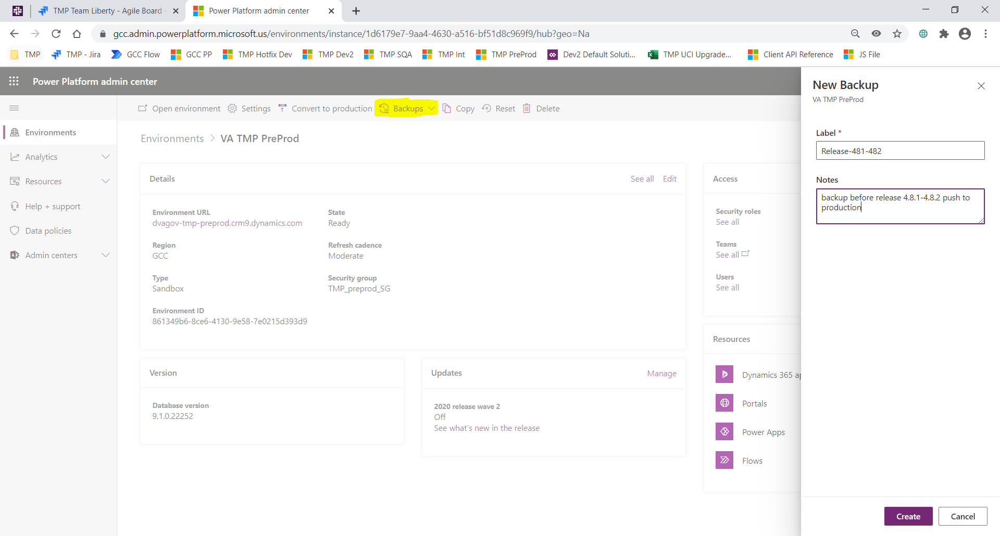 TMP Team Liberty - Agile Board -
Power Platform admin center
gcc.admin.powerplatform.microsoft.us/environments/instance/1d6179e7-9aa4-4630-a516-bf51d8c969f9/hub?geo=Na
TMP
TMP - Jira
GCC Flow
GCC PP
TMP Hotfix Dev
TMP Dev2
TMP SQA
TMP Int
TMP PreProd
Dev2 Default Soluti...
TMP UCI Upgrade...
Client API Reference
JS File
Power Platform admin center
Open environment
Settings
Convert to production
Backups
Copy
Reset
Delete
Environments
Analytics
Resources
Help + support
Data policies
Admin centers
Environments > VA TMP PreProd
Details
See all
Edit
Environment URL
dvagov-tmp-preprod.crm9.dynamics.com
State
Ready
Region
GCC
Refresh cadence
Moderate
Type
Sandbox
Security group
TMP_preprod_SG
Environment ID
861349b6-8ce6-4130-9e58-7e0215d393d9
Version
Database version
9.1.0.22252
Updates
Manage
2020 release wave 2
Off
See what's new in the release
Access
Security roles
See all
Teams
See all
Users
See all
Resources
Dynamics 365 ap
Portals
Power Apps
Flows
New Backup
VA TMP PreProd
Label *
Release-481-482
Notes
backup before release 4.8.1-4.8.2 push to
production
Create
Cancel